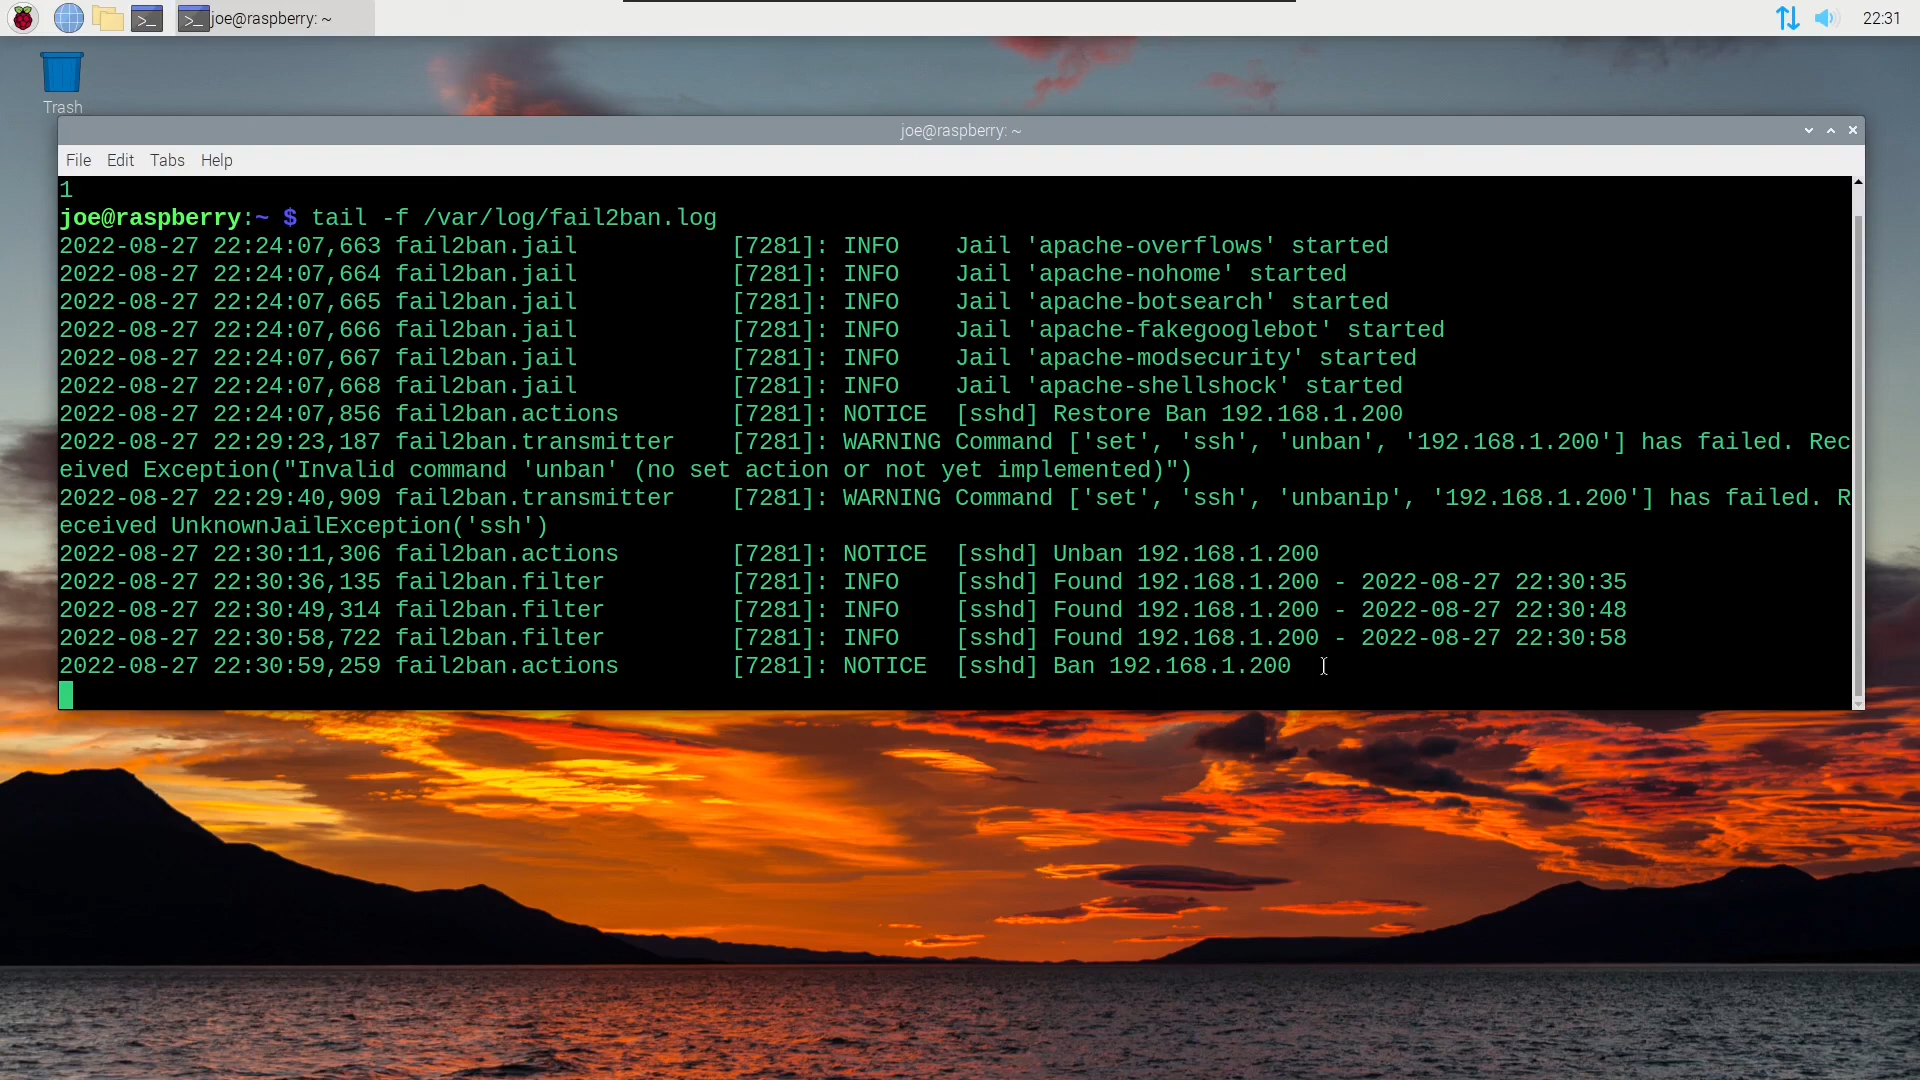 joe@raspberry: ~
22:31
Trash
joe@raspberry: ~
File Edit Tabs Help
1
joe@raspberry:~ $ tail -f /var/log/fail2ban.log
2022-08-27 22:24:07,663 fail2ban.jail [7281]: INFO Jail 'apache-overflows' started
2022-08-27 22:24:07,664 fail2ban.jail [7281]: INFO Jail 'apache-nohome' started
2022-08-27 22:24:07,665 fail2ban.jail [7281]: INFO Jail 'apache-botsearch' started
2022-08-27 22:24:07,666 fail2ban.jail [7281]: INFO Jail 'apache-fakegooglebot' started
2022-08-27 22:24:07,667 fail2ban.jail [7281]: INFO Jail 'apache-modsecurity' started
2022-08-27 22:24:07,668 fail2ban.jail [7281]: INFO Jail 'apache-shellshock' started
2022-08-27 22:24:07,856 fail2ban.actions [7281]: NOTICE [sshd] Restore Ban 192.168.1.200
2022-08-27 22:29:23,187 fail2ban.transmitter [7281]: WARNING Command ['set', 'ssh', 'unban', '192.168.1.200'] has failed. Rec
eived Exception("Invalid command 'unban' (no set action or not yet implemented)")
2022-08-27 22:29:40,909 fail2ban.transmitter [7281]: WARNING Command ['set', 'ssh', 'unbanip', '192.168.1.200'] has failed. R
eceived UnknownJailException('ssh')
2022-08-27 22:30:11,306 fail2ban.actions [7281]: NOTICE [sshd] Unban 192.168.1.200
2022-08-27 22:30:36,135 fail2ban.filter [7281]: INFO [sshd] Found 192.168.1.200 - 2022-08-27 22:30:35
2022-08-27 22:30:49,314 fail2ban.filter [7281]: INFO [sshd] Found 192.168.1.200 - 2022-08-27 22:30:48
2022-08-27 22:30:58,722 fail2ban.filter [7281]: INFO [sshd] Found 192.168.1.200 - 2022-08-27 22:30:58
2022-08-27 22:30:59,259 fail2ban.actions [7281]: NOTICE [sshd] Ban 192.168.1.200